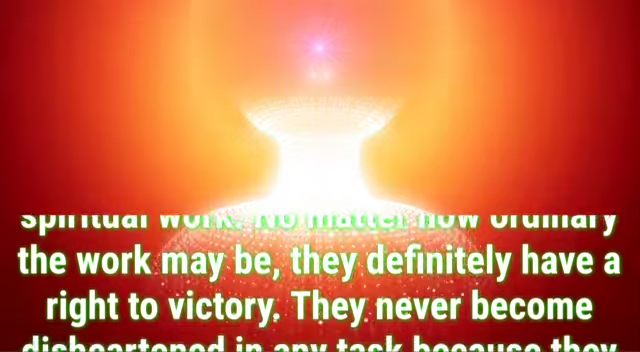 spiritual work. No matter how ordinary
the work may be, they definitely have a
right to victory. They never become
disheartened in any task because they